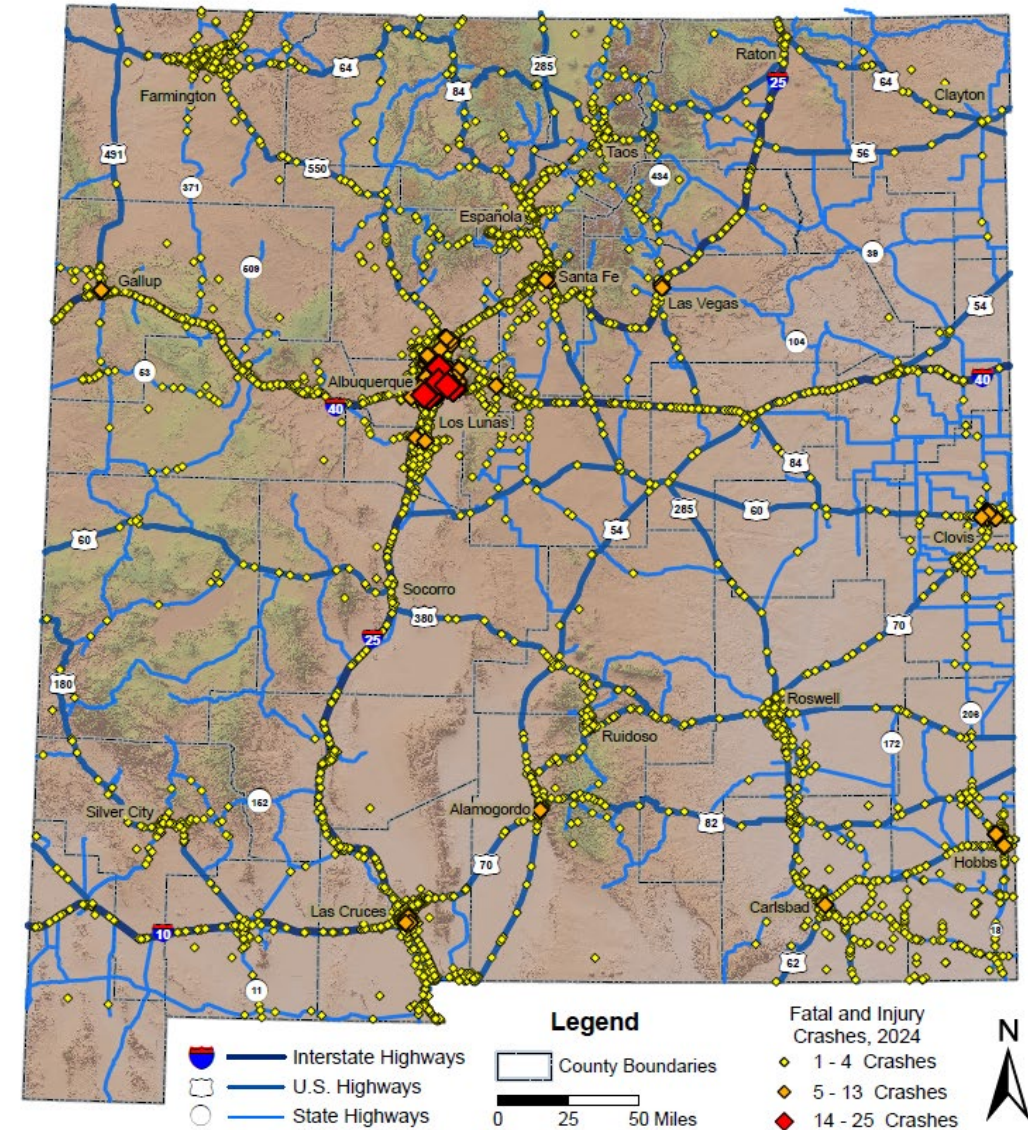 Raton
64
285
25
84
64
Farmington
Clayton
491
Taos
56
550
434
371
Española
39
609
Gallup
Santa Fe
Las Vegas
54
104
53
Albuquerque
40
40
Los Lunas
84
285
60
54
Clovis
60
Socorro
380
70
25
180
Roswell
206
Ruidoso
172
152
Silver City
Alamogordo
82
70
Hobbs
Las Cruces
Carlsbad
10
18
62
11
Legend
Interstate Highways
U.S. Highways
State Highways
County Boundaries
0 25 50 Miles
Fatal and Injury
Crashes, 2024
1 - 4 Crashes
5 - 13 Crashes
14 - 25 Crashes
N